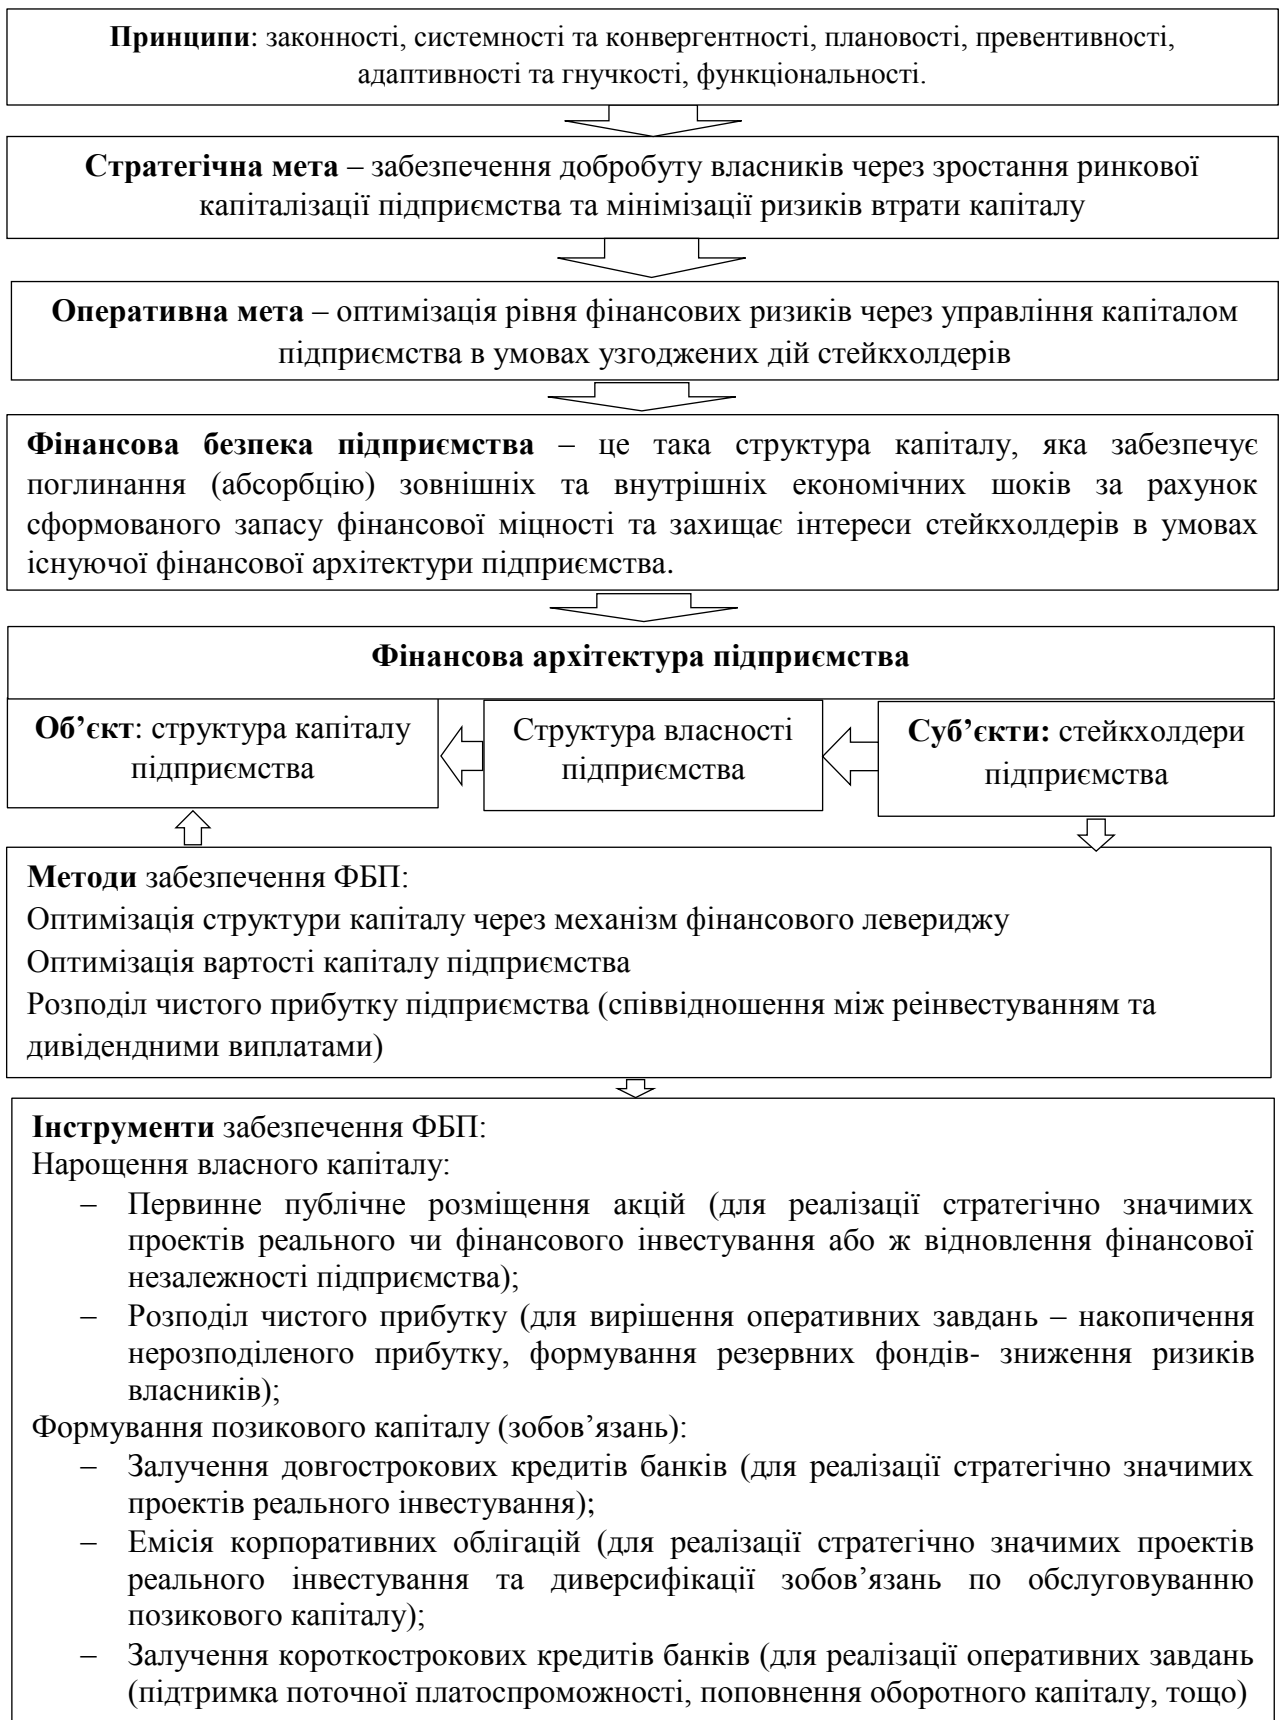 Принципи: законності, системності та конвергентності, плановості, превентивності,
адаптивності та гнучкості, функціональності.
Стратегічна мета – забезпечення добробуту власників через зростання ринкової
капіталізації підприємства та мінімізації ризиків втрати капіталу
Оперативна мета – оптимізація рівня фінансових ризиків через управління капіталом
підприємства в умовах узгоджених дій стейкхолдерів
Фінансова безпека підприємства – це така структура капіталу, яка забезпечує
поглинання (абсорбцію) зовнішніх та внутрішніх економічних шоків за рахунок
сформованого запасу фінансової міцності та захищає інтереси стейкхолдерів в умовах
існуючої фінансової архітектури підприємства.
Фінансова архітектура підприємства
Об’єкт: структура капіталу
підприємства
Структура власності
підприємства
Суб’єкти: стейкхолдери
підприємства
Методи забезпечення ФБП:
Оптимізація структури капіталу через механізм фінансового левериджу
Оптимізація вартості капіталу підприємства
Розподіл чистого прибутку підприємства (співвідношення між реінвестуванням та
дивідендними виплатами)
Інструменти забезпечення ФБП:
Нарощення власного капіталу:
– Первинне публічне розміщення акцій (для реалізації стратегічно значимих
проектів реального чи фінансового інвестування або ж відновлення фінансової
незалежності підприємства);
– Розподіл чистого прибутку (для вирішення оперативних завдань – накопичення
нерозподіленого прибутку, формування резервних фондів- зниження ризиків
власників);
Формування позикового капіталу (зобов’язань):
– Залучення довгострокових кредитів банків (для реалізації стратегічно значимих
проектів реального інвестування);
– Емісія корпоративних облігацій (для реалізації стратегічно значимих проектів
реального інвестування та диверсифікації зобов’язань по обслуговуванню
позикового капіталу);
– Залучення короткострокових кредитів банків (для реалізації оперативних завдань
(підтримка поточної платоспроможності, поповнення оборотного капіталу, тощо)